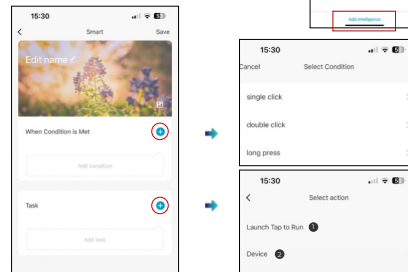 Add Intelligence
15:30
Smart
Save
Edit name
When Condition is Met
Add condition
Task
Add task
15:30
Cancel
Select Condition
single click
double click
long press
15:30
Select action
Launch Tap to Run 1
Device 2